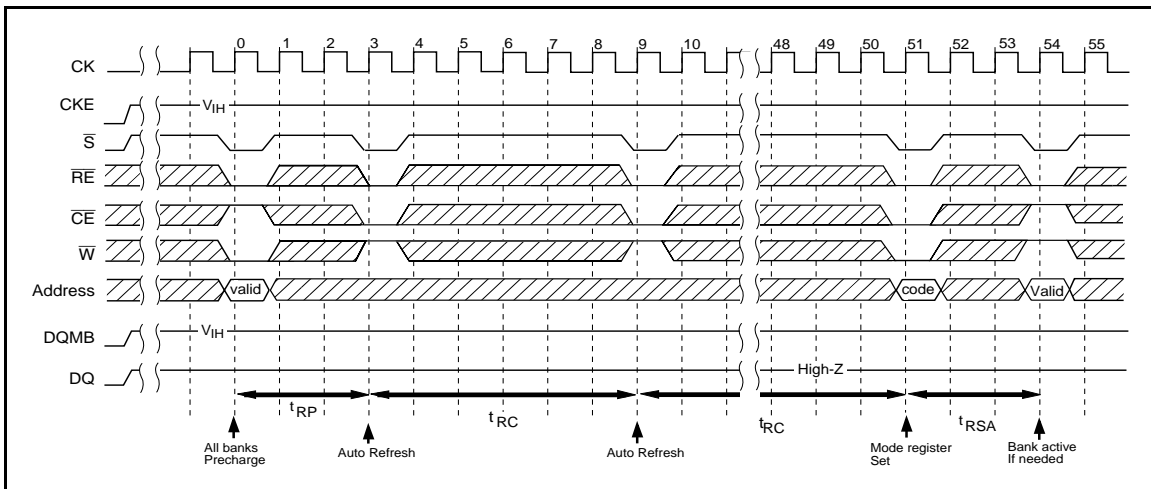 0 1 2 3 4 5 6 7 8 9 10 48 49 50 51 52 53 54 55
CK
CKE VIH
S
RE
CE
W
Address valid code Valid
DQMB VIH
DQ High-Z
tRP tRC tRC tRSA
All banks Precharge
Auto Refresh
Auto Refresh
Mode register Set
Bank active If needed